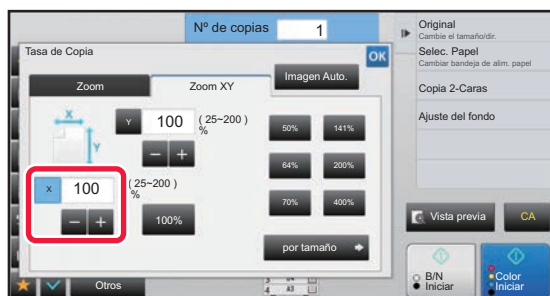 Nº de copias 1
Tasa de Copia
OK
Zoom
Zoom XY
Imagen Auto.
X
Y
Y 100 ( 25~200 ) %
− +
X 100 ( 25~200 ) %
− +
100%
50% 141%
64% 200%
70% 400%
por tamaño
Otros
4 A3
Original
Cambie el tamaño/dir.
Selec. Papel
Cambiar bandeja de alim. papel
Copia 2-Caras
Ajuste del fondo
Vista previa
CA
B/N
Iniciar
Color
Iniciar